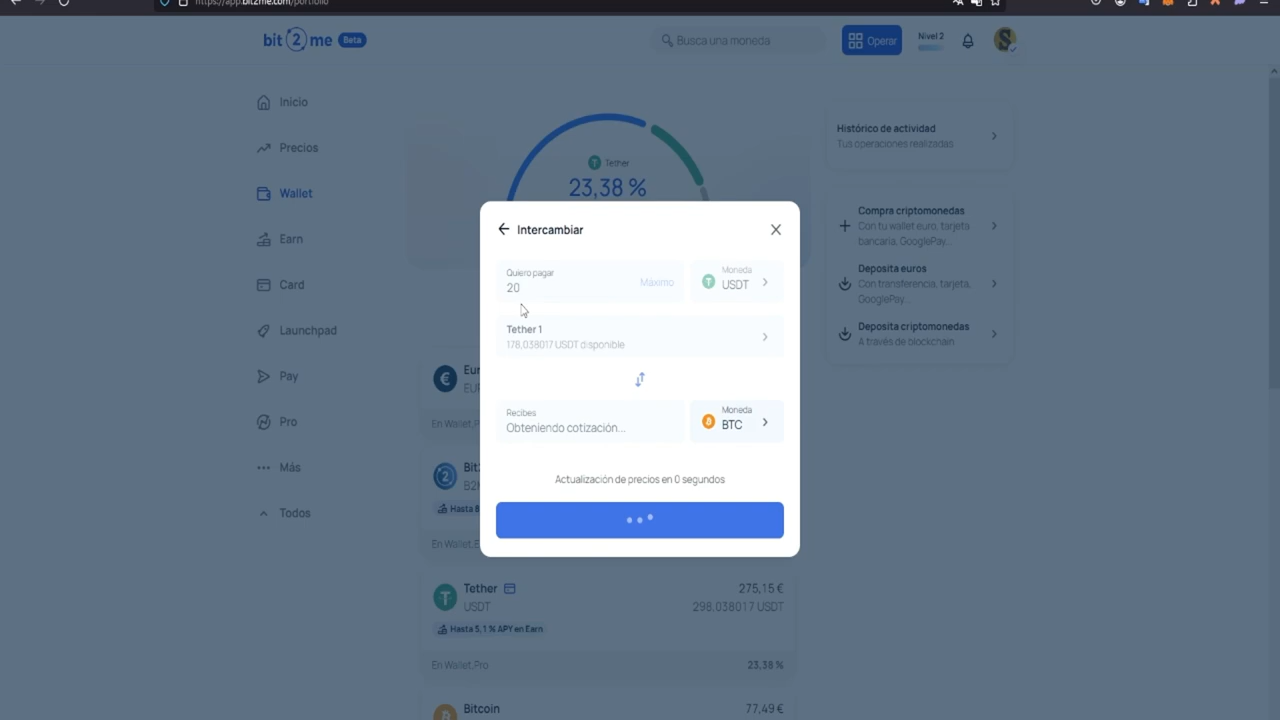 https://app.bit2me.com/portfolio
bit2me Beta
Busca una moneda
Operar
Nivel 2
Inicio
Precios
Wallet
Earn
Card
Launchpad
Pay
Pro
Más
Todos
Tether
23,38 %
Histórico de actividad
Tus operaciones realizadas
Compra criptomonedas
Con tu wallet euro, tarjeta
bancaria, GooglePay...
Deposita euros
Con transferencia, tarjeta,
GooglePay...
Deposita criptomonedas
A través de blockchain
Intercambiar
Quiero pagar
20
Máximo
Moneda
USDT
Tether 1
178,038017 USDT disponible
Recibes
Obteniendo cotización...
Moneda
BTC
Actualización de precios en 0 segundos
En Wallet,
Hasta
En Wallet,
Tether
USDT
275,15 €
298,038017 USDT
Hasta 5,1 % APY en Earn
En Wallet,Pro
23,38 %
Bitcoin
77,49 €